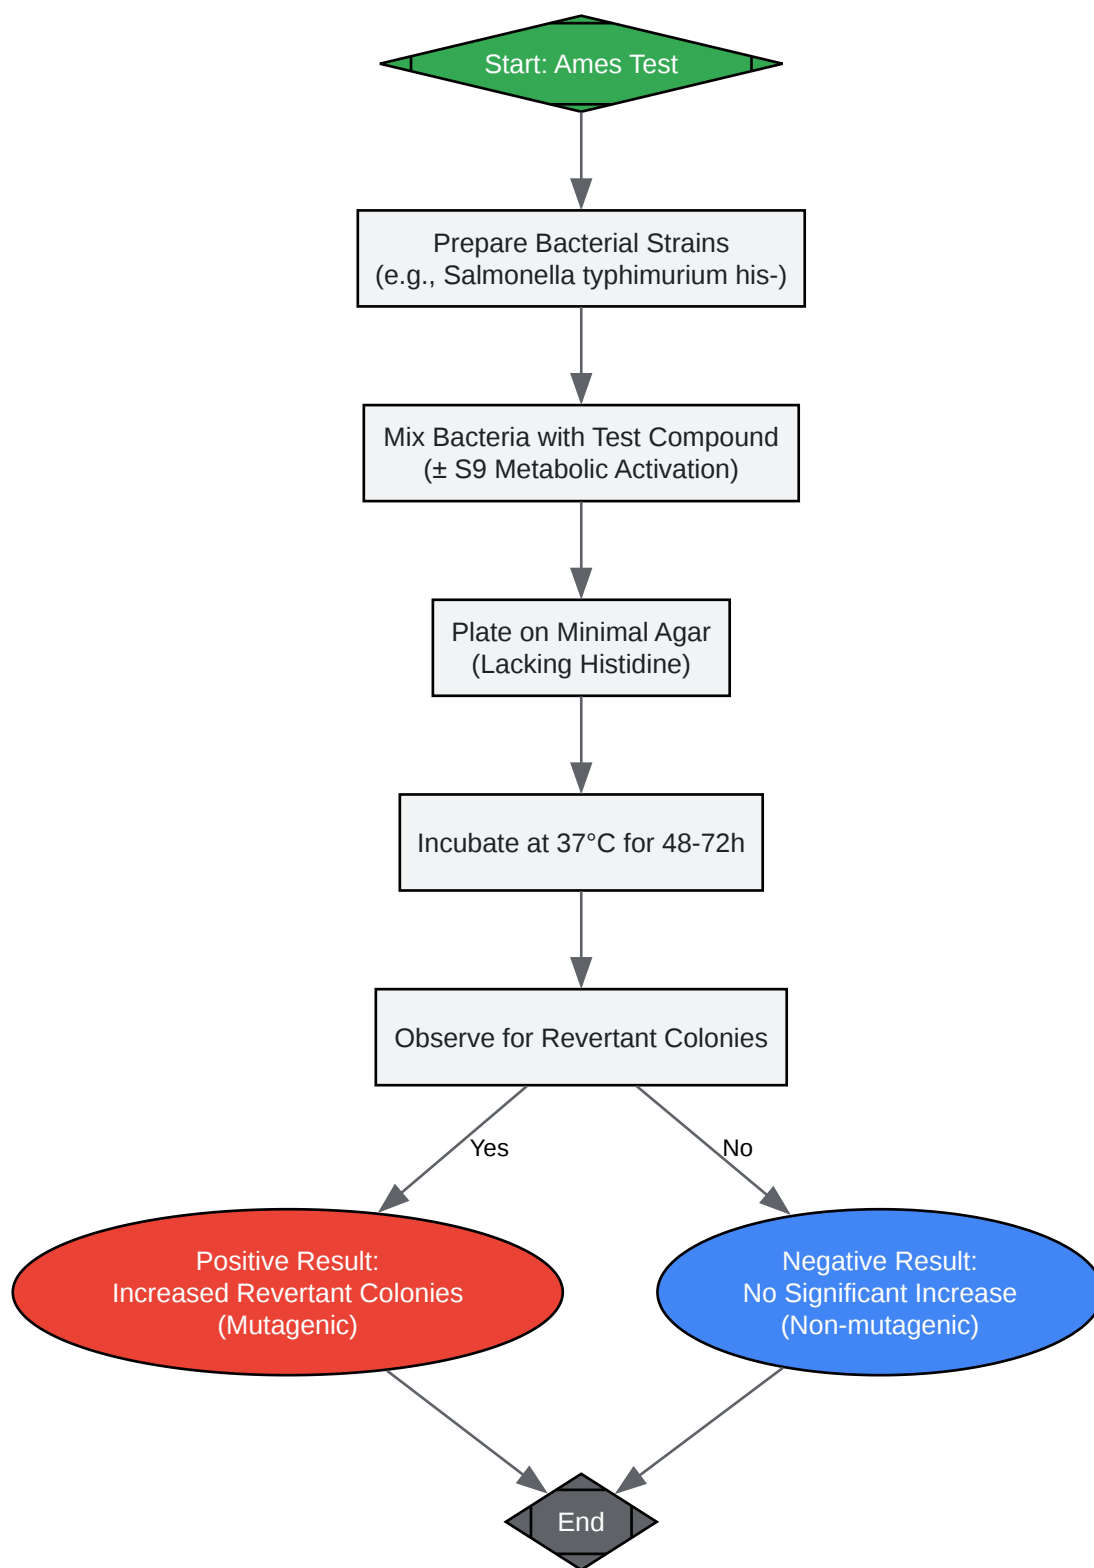 Start: Ames Test
Prepare Bacterial Strains
(e.g., Salmonella typhimurium his-)
Mix Bacteria with Test Compound
(± S9 Metabolic Activation)
Plate on Minimal Agar
(Lacking Histidine)
Incubate at 37°C for 48-72h
Observe for Revertant Colonies
Yes
No
Positive Result:
Increased Revertant Colonies
(Mutagenic)
Negative Result:
No Significant Increase
(Non-mutagenic)
End